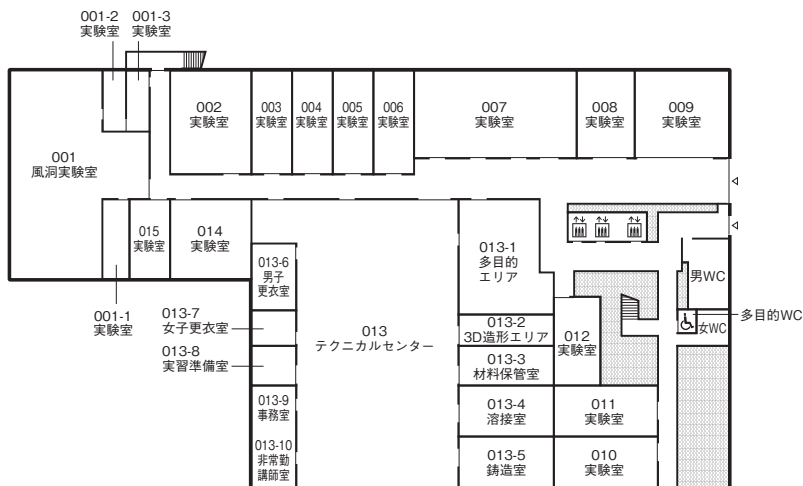 001-2
実験室
001-3
実験室
001
風洞実験室
002
実験室
003
実験室
004
実験室
005
実験室
006
実験室
007
実験室
008
実験室
009
実験室
015
実験室
014
実験室
001-1
実験室
013-6
男子
更衣室
013-7
女子更衣室
013-8
実習準備室
013-9
事務室
013-10
非常勤
講師室
013
テクニカルセンター
013-1
多目的
エリア
013-2
3D造形エリア
013-3
材料保管室
013-4
溶接室
013-5
鋳造室
012
実験室
011
実験室
010
実験室
男WC
多目的WC
女WC